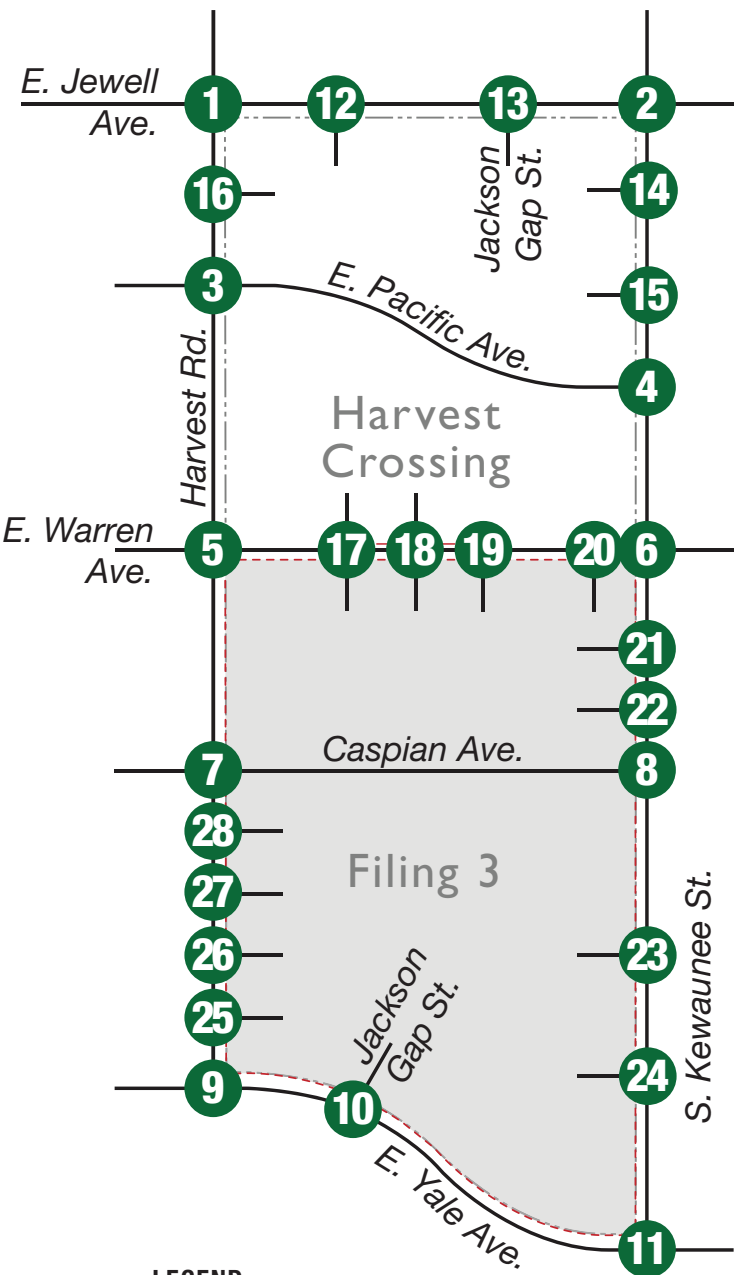 E. Jewell
Ave.
1
12
13
2
Jackson
Gap St.
16
14
3
15
E. Pacific Ave.
4
Harvest Rd.
Harvest
Crossing
E. Warren
Ave.
5
17
18
19
20
6
21
22
Caspian Ave.
7
8
28
Filing 3
27
26
23
S. Kewaunee St.
25
Jackson
Gap St.
24
9
10
E. Yale Ave.
11
LEGEND